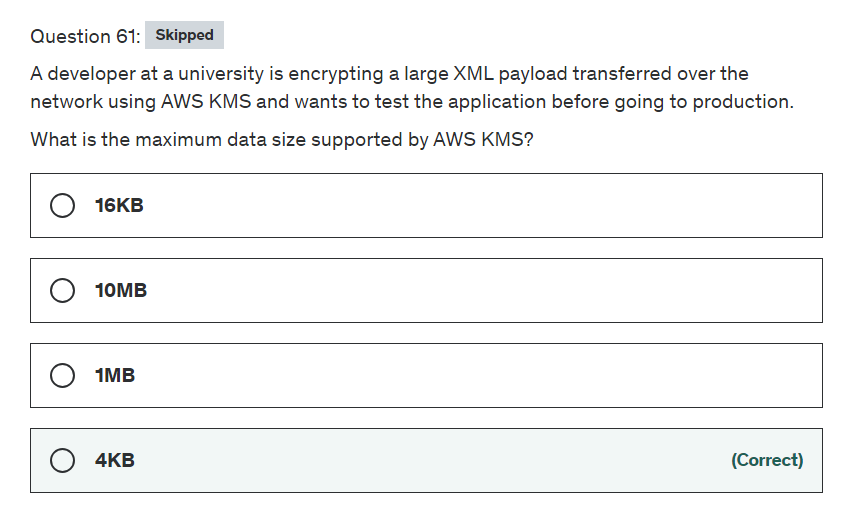 Question 61: Skipped
A developer at a university is encrypting a large XML payload transferred over the
network using AWS KMS and wants to test the application before going to production.
What is the maximum data size supported by AWS KMS?
16KB
10MB
1MB
4KB (Correct)